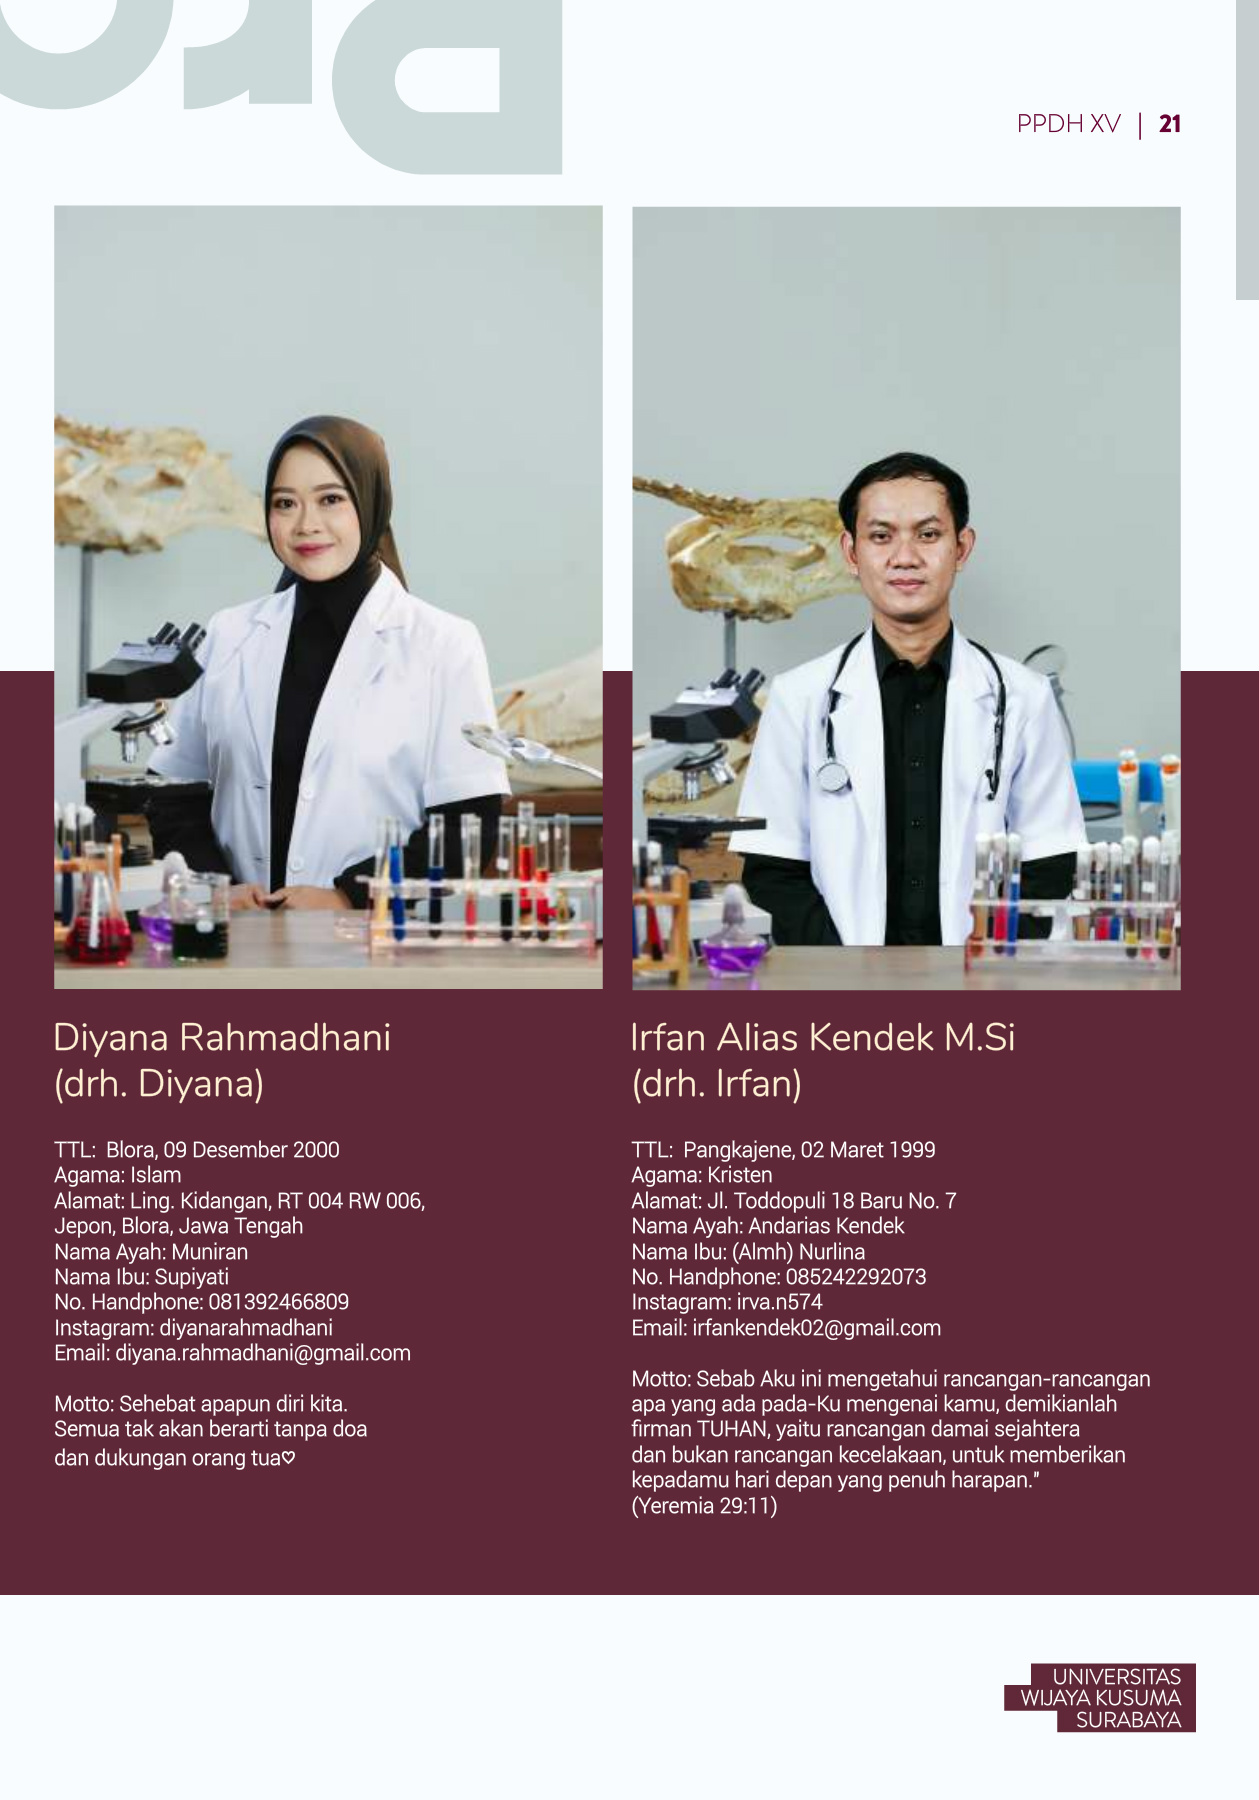 PPDH XV | 21
Diyana Rahmadhani
(drh. Diyana)
TTL:  Blora, 09 Desember 2000
Agama: Islam
Alamat: Ling. Kidangan, RT 004 RW 006,
Jepon, Blora, Jawa Tengah
Nama Ayah: Muniran
Nama Ibu: Supiyati
No. Handphone: 081392466809
Instagram: diyanarahmadhani
Email: diyana.rahmadhani@gmail.com
Motto: Sehebat apapun diri kita.
Semua tak akan berarti tanpa doa
dan dukungan orang tua♡
Irfan Alias Kendek M.Si
(drh. Irfan)
TTL:  Pangkajene, 02 Maret 1999
Agama: Kristen
Alamat: Jl. Toddopuli 18 Baru No. 7
Nama Ayah: Andarias Kendek
Nama Ibu: (Almh) Nurlina
No. Handphone: 085242292073
Instagram: irva.n574
Email: irfankendek02@gmail.com
Motto: Sebab Aku ini mengetahui rancangan-rancangan
apa yang ada pada-Ku mengenai kamu, demikianlah
firman TUHAN, yaitu rancangan damai sejahtera
dan bukan rancangan kecelakaan, untuk memberikan
kepadamu hari depan yang penuh harapan."
(Yeremia 29:11)
UNIVERSITAS
WIJAYA KUSUMA
SURABAYA